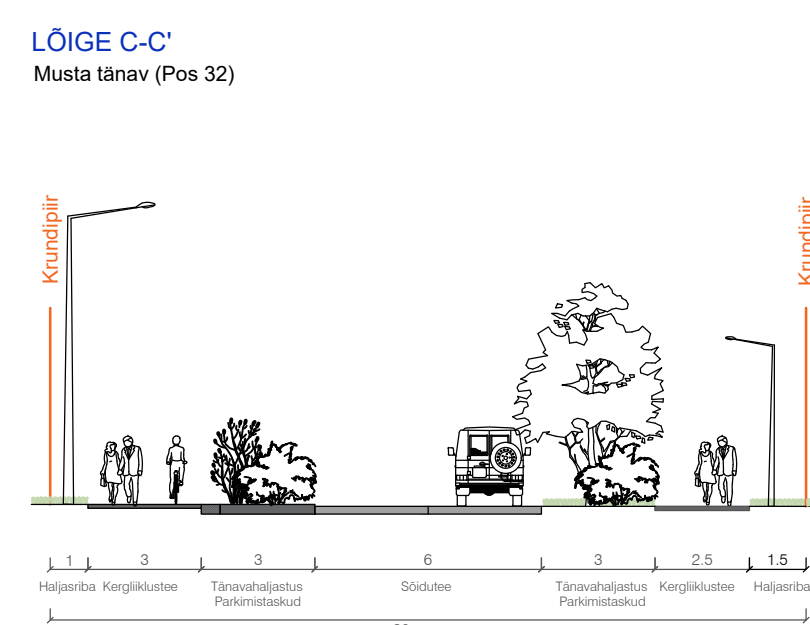 LÕIGE C-C'
Musta tänav (Pos 32)
Krundipiir
Krundipiir
1 3 3 6 3 2.5 1.5
Haljasriba Kergliiklustee Tänavahaljastus Sõidutee Tänavahaljastus Kergliiklustee Haljasriba
Parkimistaskud Parkimistaskud